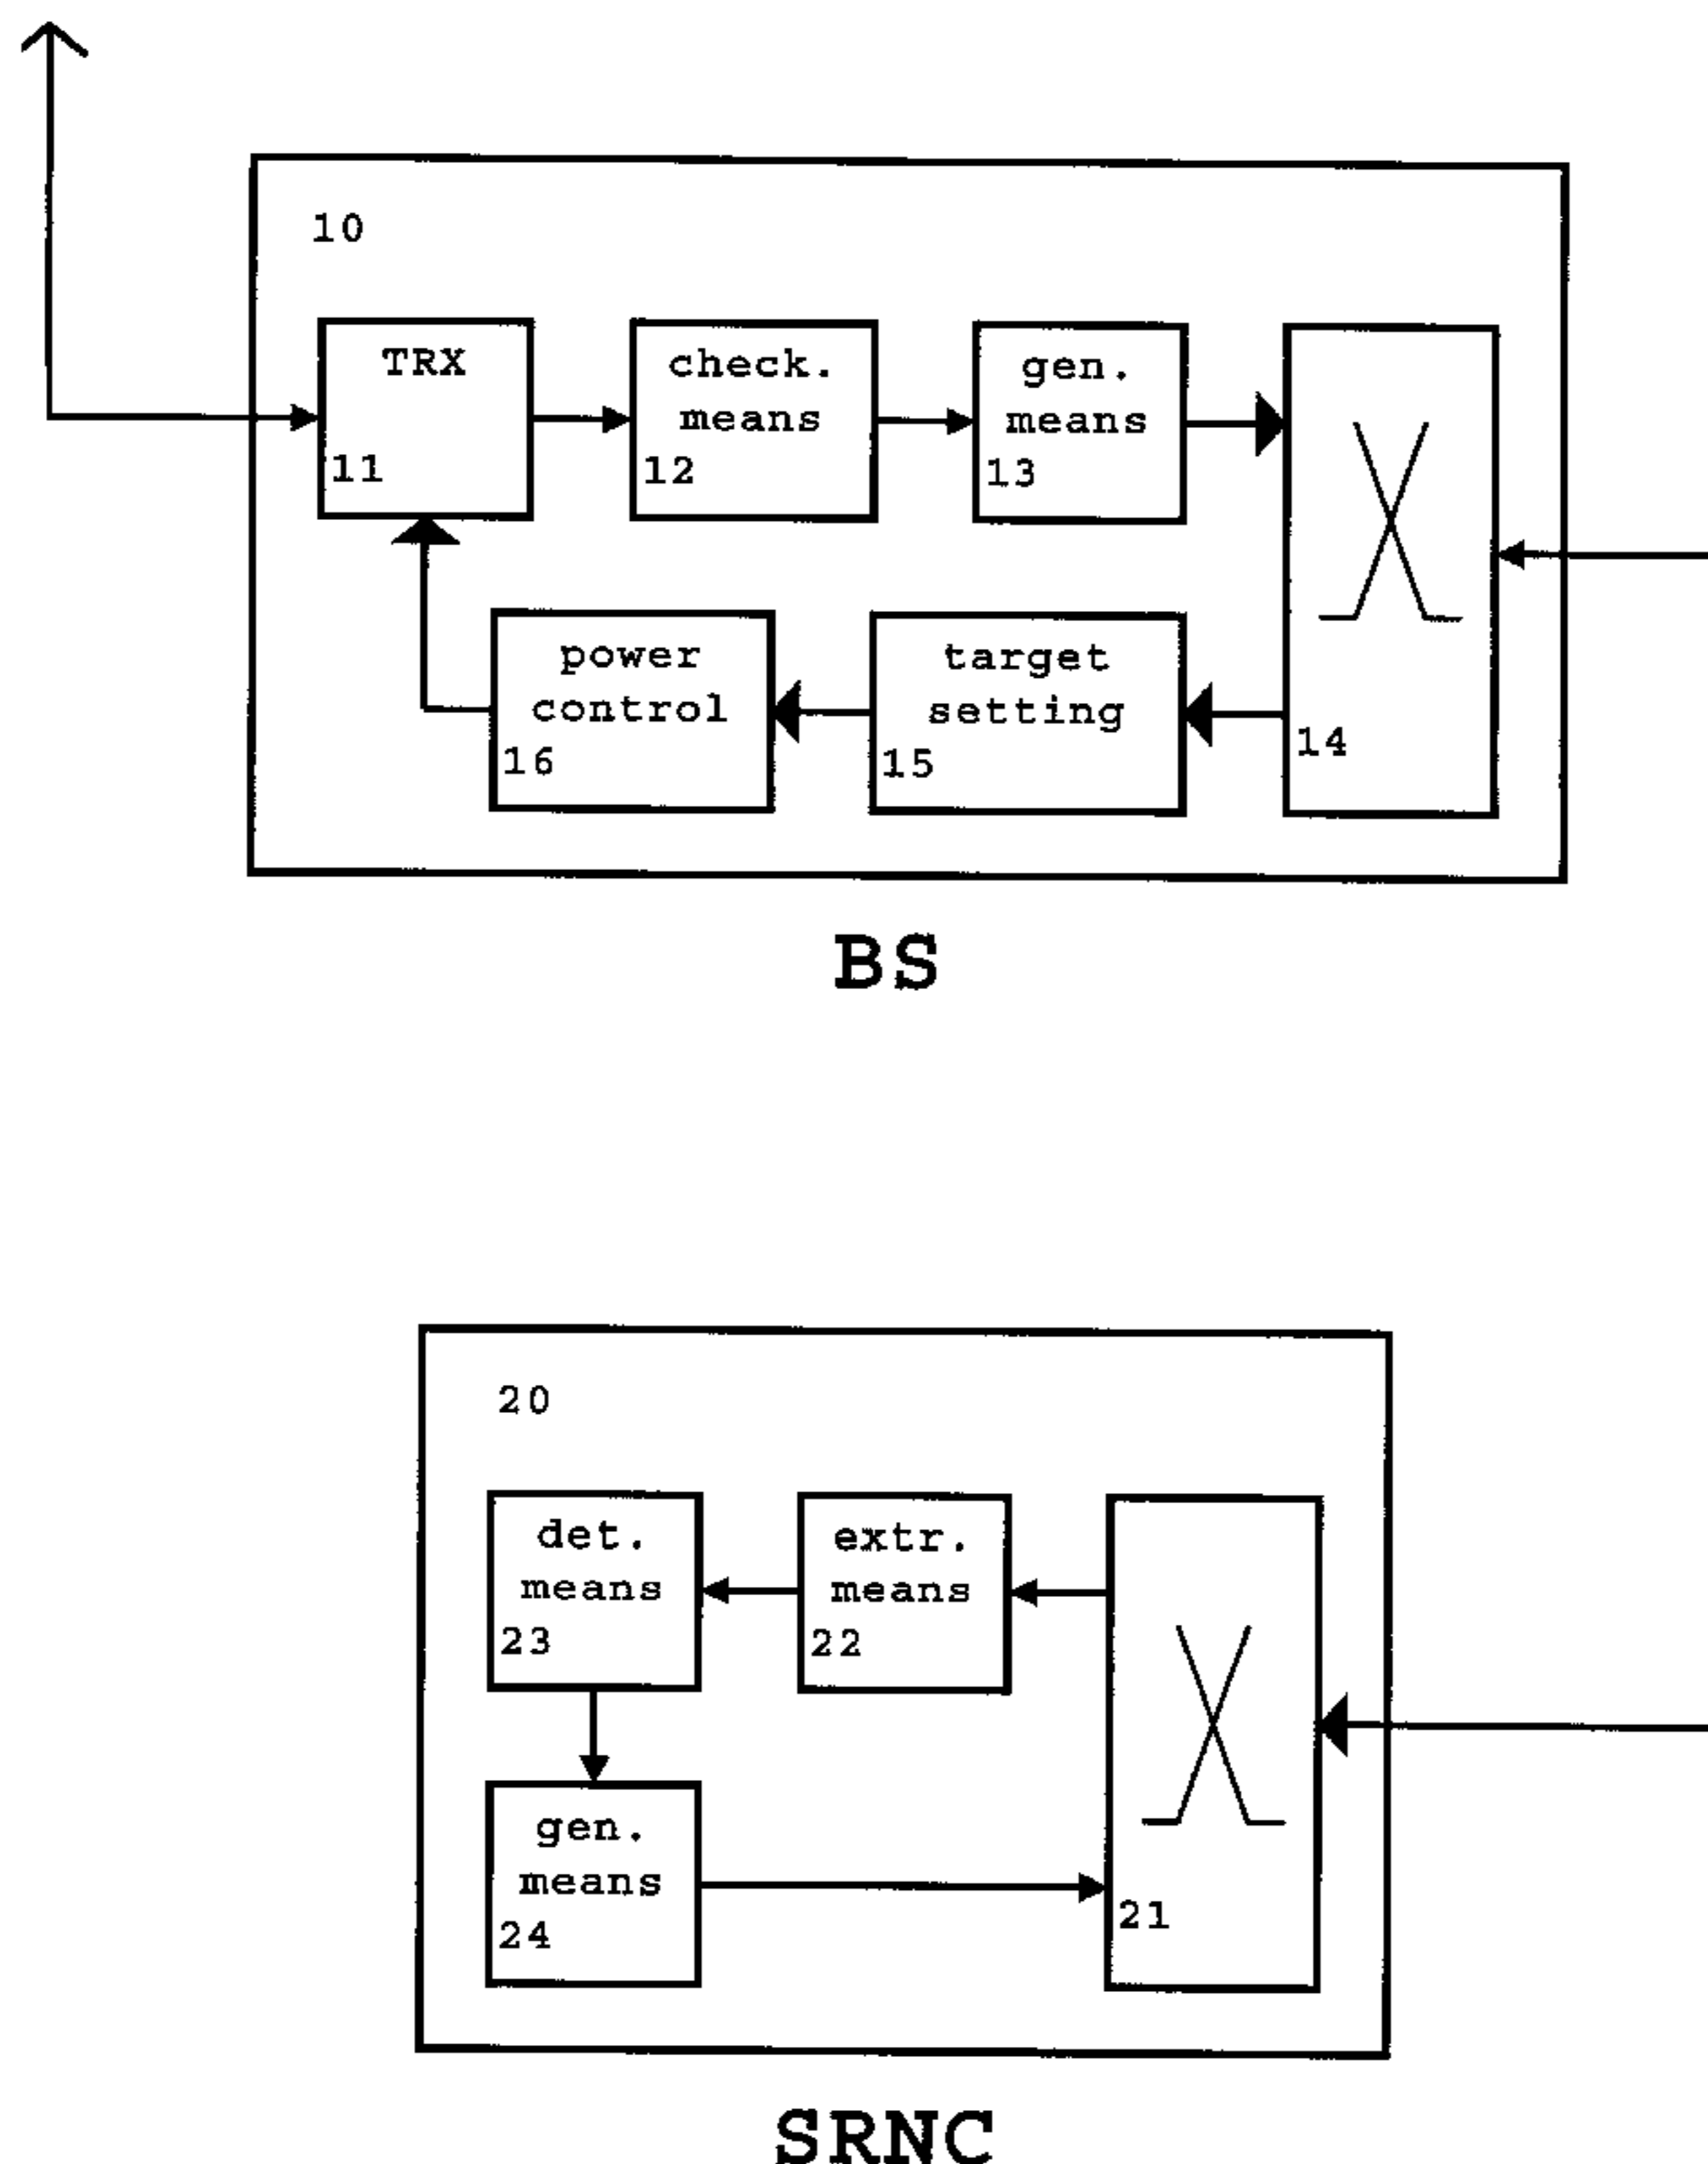 10
TRX
11
check.
means
12
gen.
means
13
14
power
control
16
target
setting
15
BS
20
det.
means
23
extr.
means
22
gen.
means
24
21
SRNC